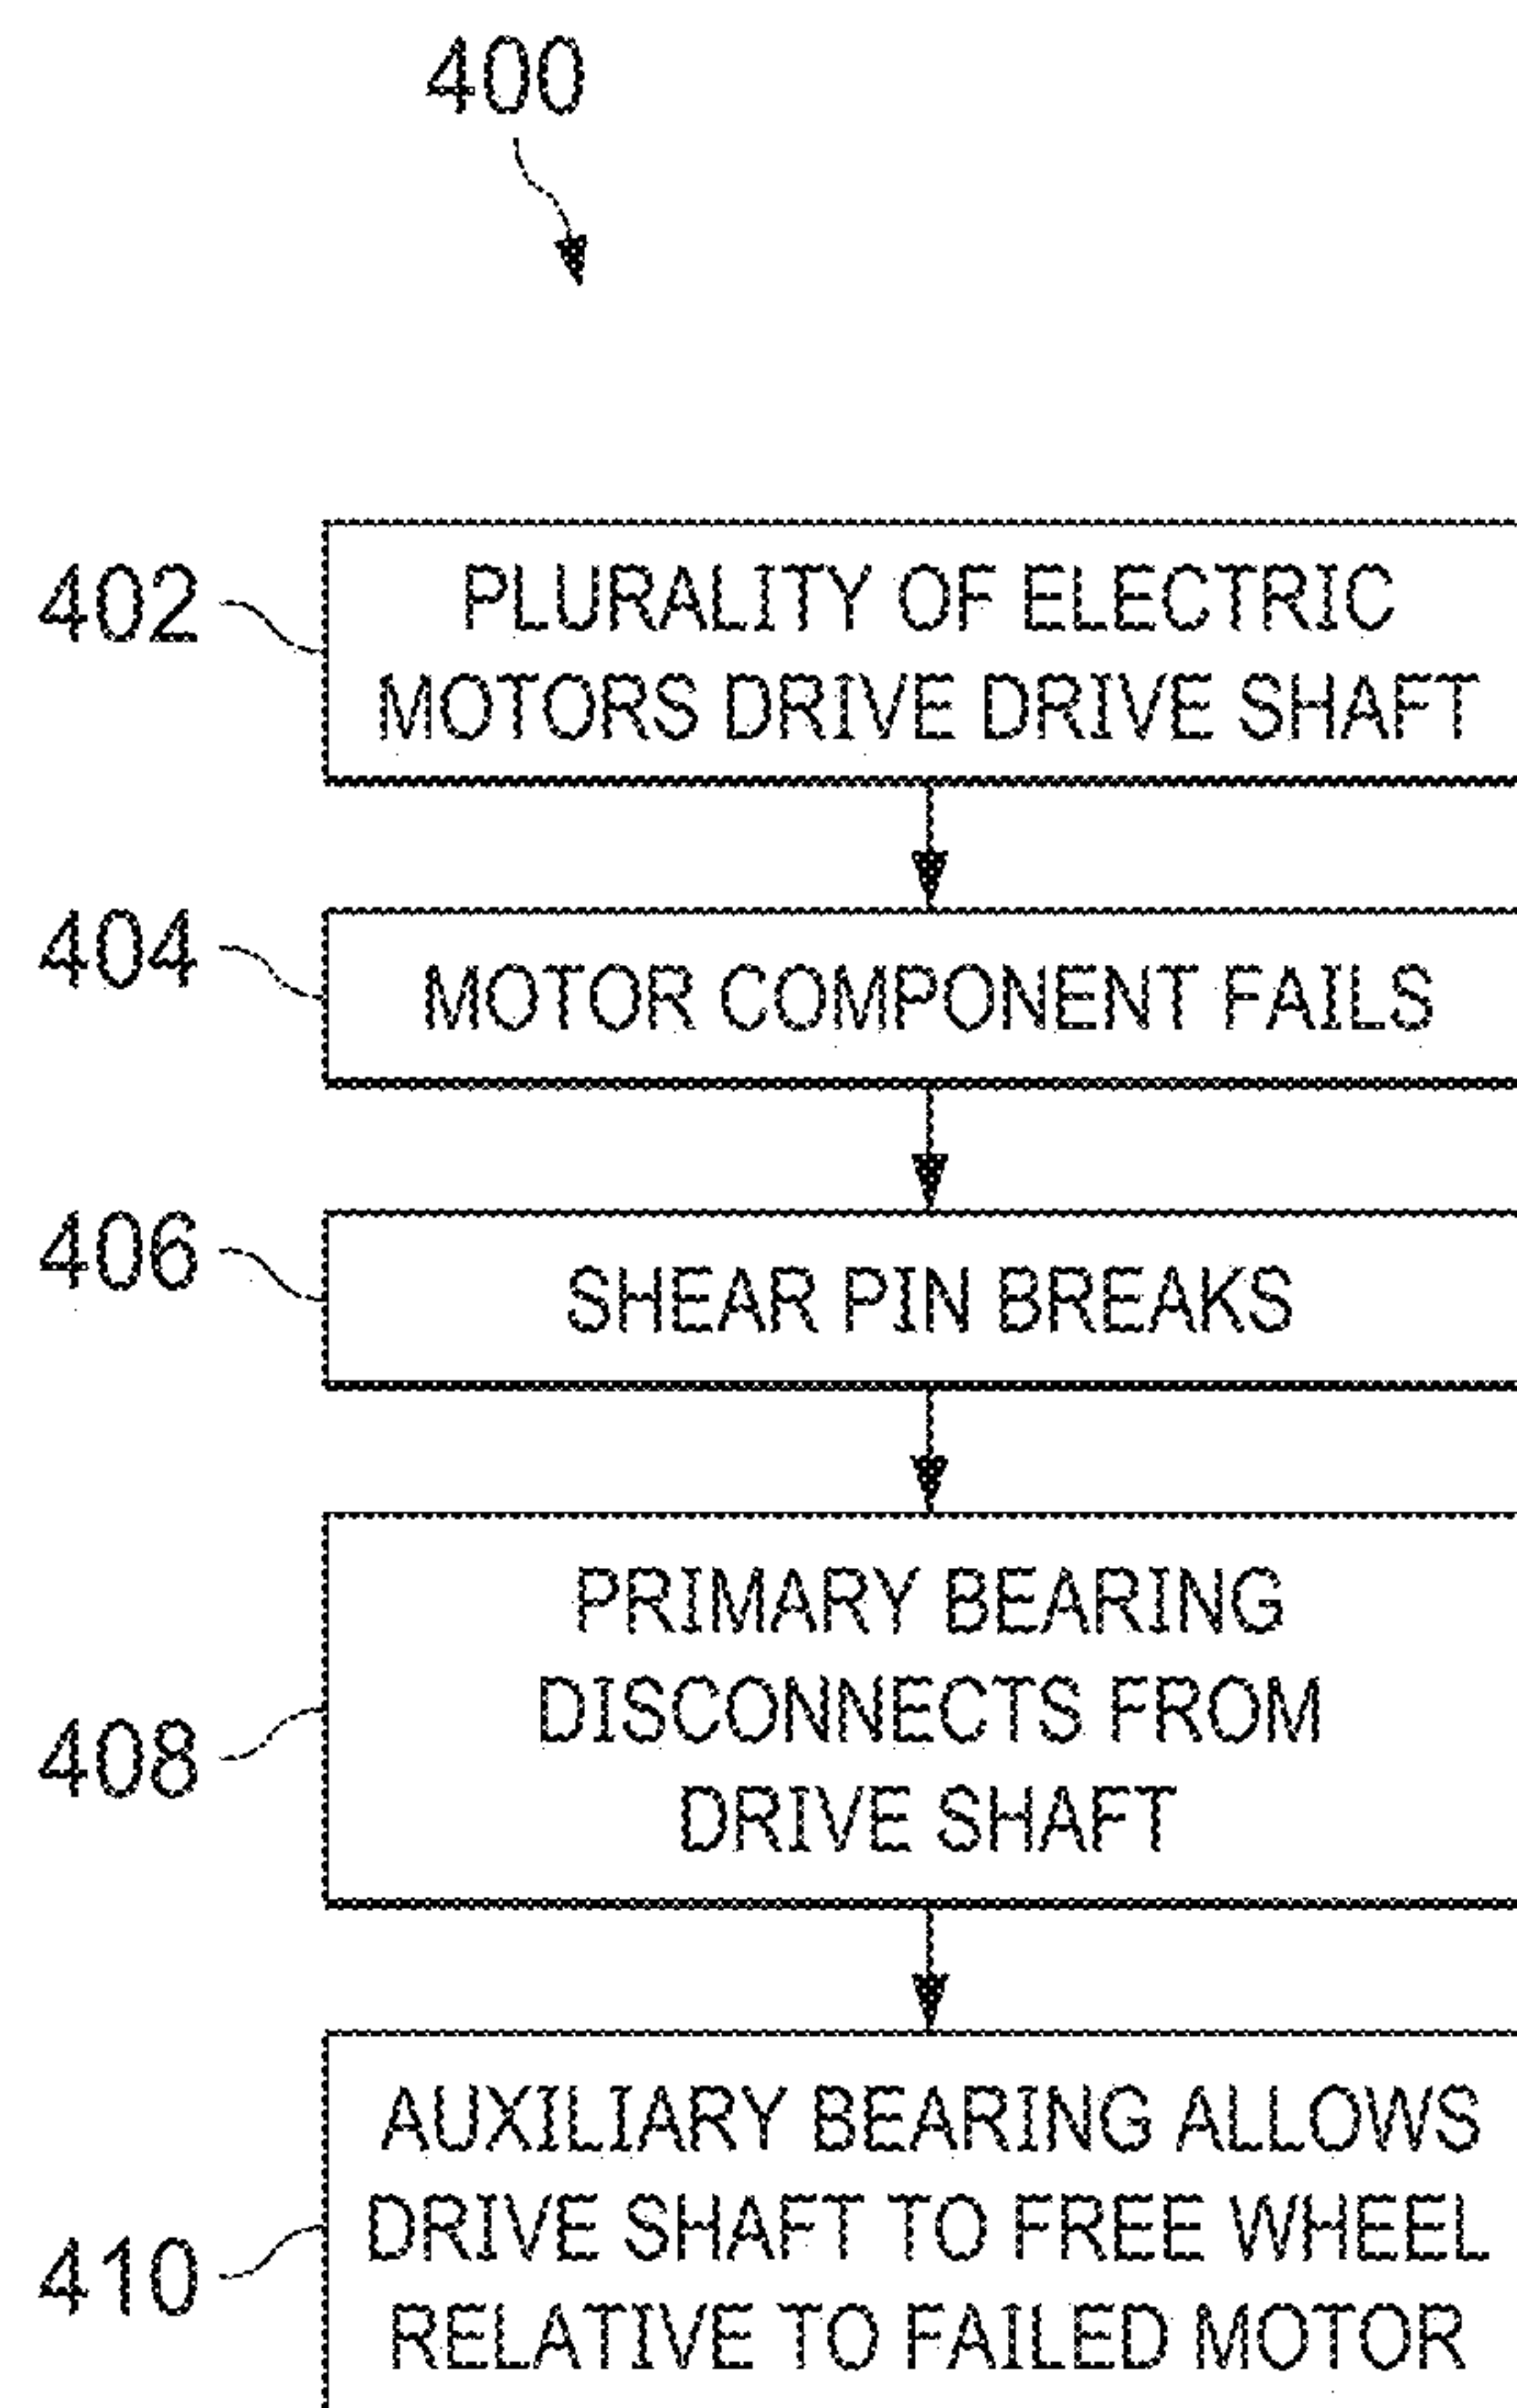 400
402
PLURALITY OF ELECTRIC
MOTORS DRIVE DRIVE SHAFT
404
MOTOR COMPONENT FAILS
406
SHEAR PIN BREAKS
408
PRIMARY BEARING
DISCONNECTS FROM
DRIVE SHAFT
410
AUXILIARY BEARING ALLOWS
DRIVE SHAFT TO FREE WHEEL
RELATIVE TO FAILED MOTOR